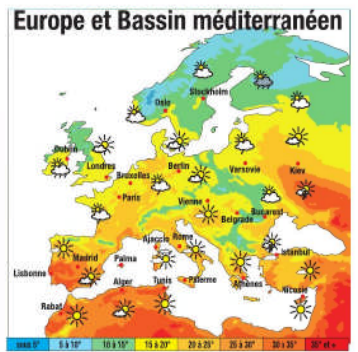 Europe et Bassin méditerranéen
Stockholm
Oslo
Dublin
Londres
Berlin
Varsovie
Kiev
Bruxelles
Paris
Vienne
Bucarest
Belgrade
Ajaccio
Rome
Istanbul
Madrid
Palma
Lisbonne
Alger
Tunis
Palerme
Athènes
Nicosie
Rabat
sous 5°
5 à 10°
10 à 15°
15 à 20°
20 à 25°
25 à 30°
30 à 35°
35° et +